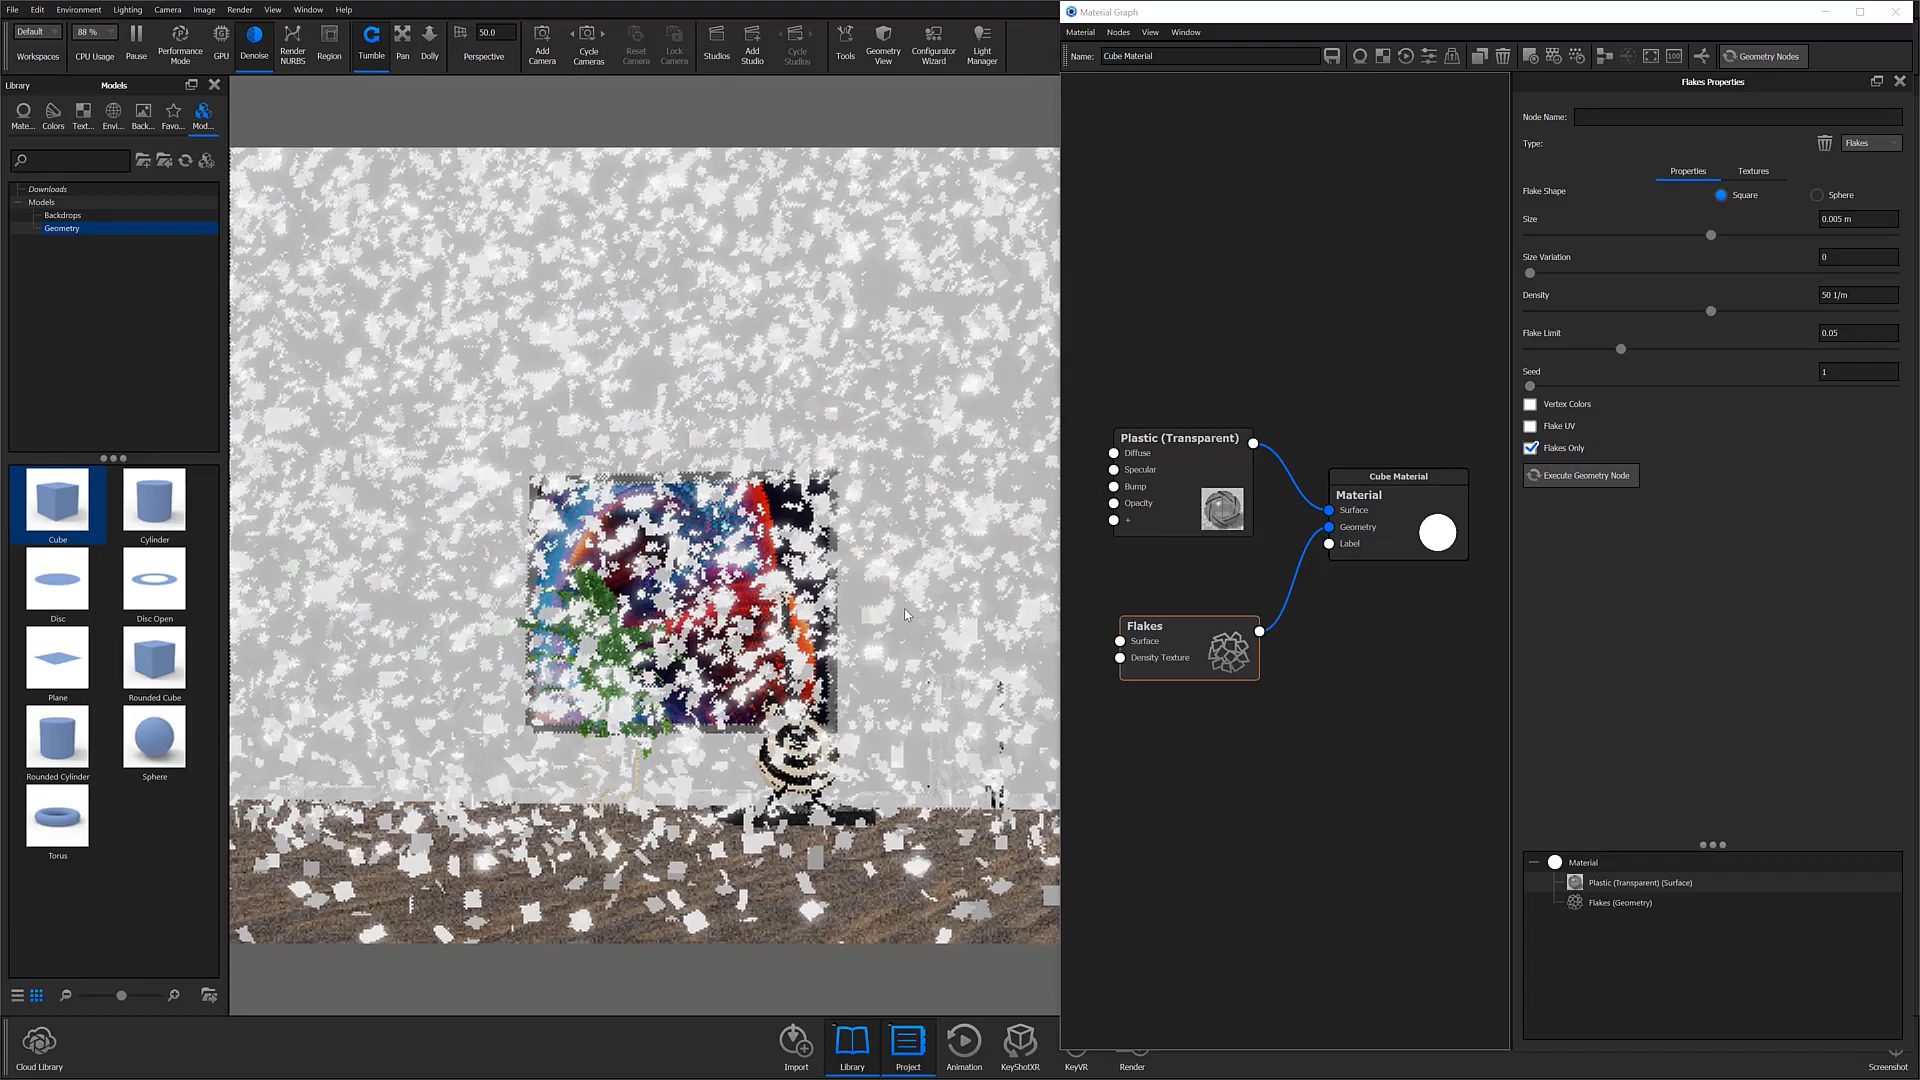 File Edit Environment Lighting Camera Image Render View Window Help
Material Graph
Material Nodes View Window
Default 88 % 50.0
Workspaces CPU Usage Pause Performance Mode GPU Denoise Render NURBS Region Tumble Pan Dolly Perspective Add Camera Cycle Cameras Reset Camera Lock Camera Studios Add Studio Cycle Studios Tools Geometry View Configurator Wizard Light Manager
Name: Cube Material 100 Geometry Nodes
Library Models
Mate... Colors Text... Envi... Back... Favo... Mod...
Downloads
Models
Backdrops
Geometry
Cube Cylinder
Disc Disc Open
Plane Rounded Cube
Rounded Cylinder Sphere
Torus
Plastic (Transparent)
Diffuse
Specular
Bump
Opacity
+
Cube Material
Material
Surface
Geometry
Label
Flakes
Surface
Density Texture
Flakes Properties
Node Name:
Type: Flakes
Properties Textures
Flake Shape Square Sphere
Size 0.005 m
Size Variation 0
Density 50 1/m
Flake Limit 0.05
Seed 1
Vertex Colors
Flake UV
Flakes Only
Execute Geometry Node
Material
Plastic (Transparent) (Surface)
Flakes (Geometry)
Cloud Library Import Library Project Animation KeyShotXR KeyVR Render Screenshot